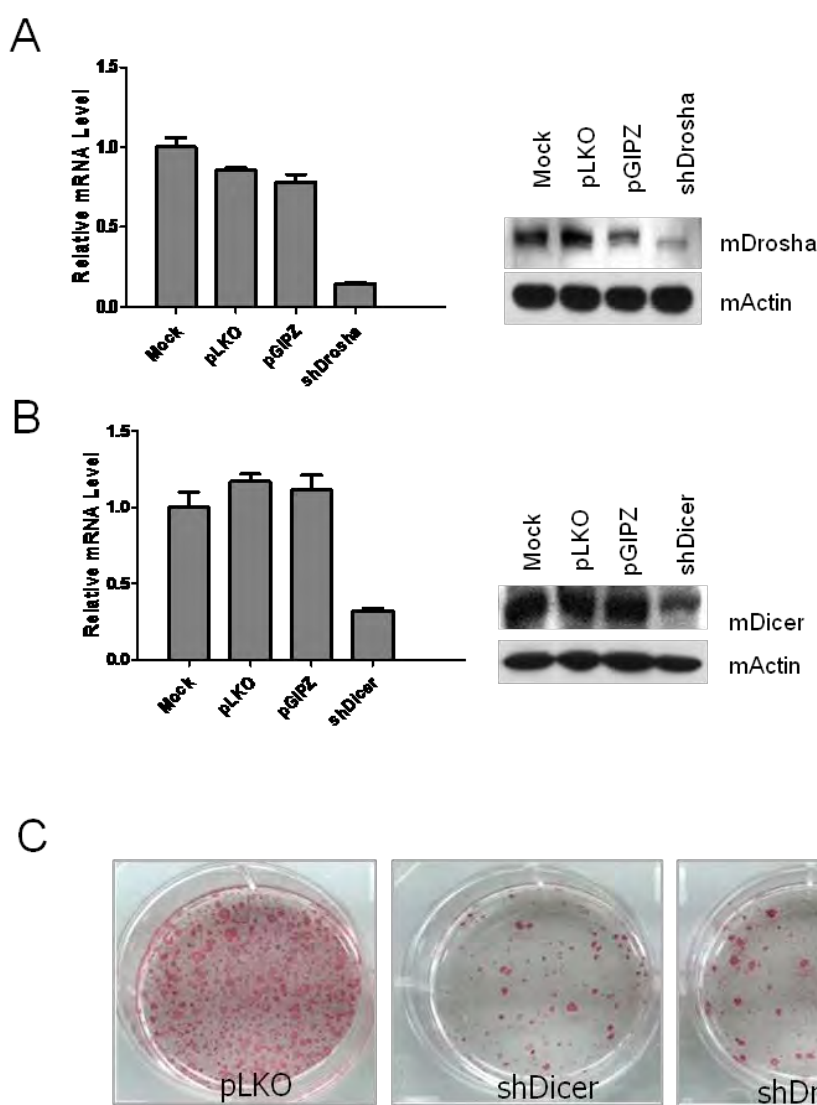 A
Relative mRNA Level
1.5
1.0
0.5
0.0
Mock
pLKO
pGIPZ
shDrosha
Mock
pLKO
pGIPZ
shDrosha
mDrosha
mActin
B
Relative mRNA Level
1.5
1.0
0.5
0.0
Mock
pLKO
pGIPZ
shDicer
Mock
pLKO
pGIPZ
shDicer
mDicer
mActin
C
pLKO
shDicer
shDr